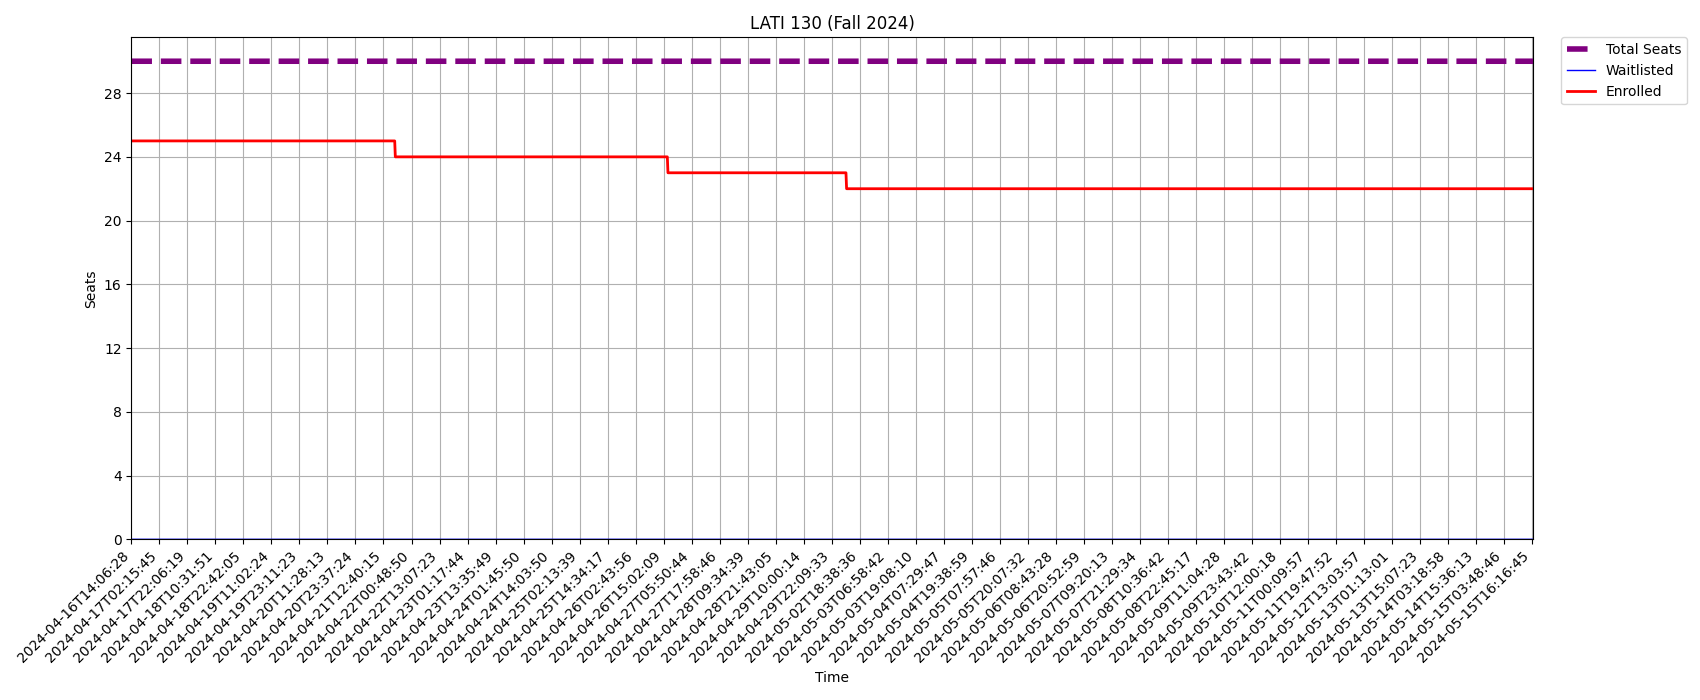 LATI 130 (Fall 2024)
Total Seats
Waitlisted
Enrolled
Seats
28
24
20
16
12
8
4
0
2024-04-16T14:06:28
2024-04-17T02:15:45
2024-04-17T22:06:19
2024-04-18T10:31:51
2024-04-18T22:42:05
2024-04-19T11:02:24
2024-04-19T23:11:23
2024-04-20T11:28:13
2024-04-20T23:37:24
2024-04-21T12:40:15
2024-04-22T00:48:50
2024-04-22T13:07:23
2024-04-23T01:17:44
2024-04-23T13:35:49
2024-04-24T01:45:50
2024-04-24T14:03:50
2024-04-25T02:13:39
2024-04-25T14:34:17
2024-04-26T02:43:56
2024-04-26T15:02:09
2024-04-27T05:50:44
2024-04-27T17:58:46
2024-04-28T09:34:39
2024-04-28T21:43:05
2024-04-29T10:00:14
2024-04-29T22:09:33
2024-05-02T18:38:36
2024-05-03T06:58:42
2024-05-03T19:08:10
2024-05-04T07:29:47
2024-05-04T19:38:59
2024-05-05T07:57:46
2024-05-05T20:07:32
2024-05-06T08:43:28
2024-05-06T20:52:59
2024-05-07T09:20:13
2024-05-07T21:29:34
2024-05-08T10:36:42
2024-05-08T22:45:17
2024-05-09T11:04:28
2024-05-09T23:43:42
2024-05-10T12:00:18
2024-05-11T00:09:57
2024-05-11T19:47:52
2024-05-12T13:03:57
2024-05-13T01:13:01
2024-05-13T15:07:23
2024-05-14T03:18:58
2024-05-14T15:36:13
2024-05-15T03:48:46
2024-05-15T16:16:45
Time